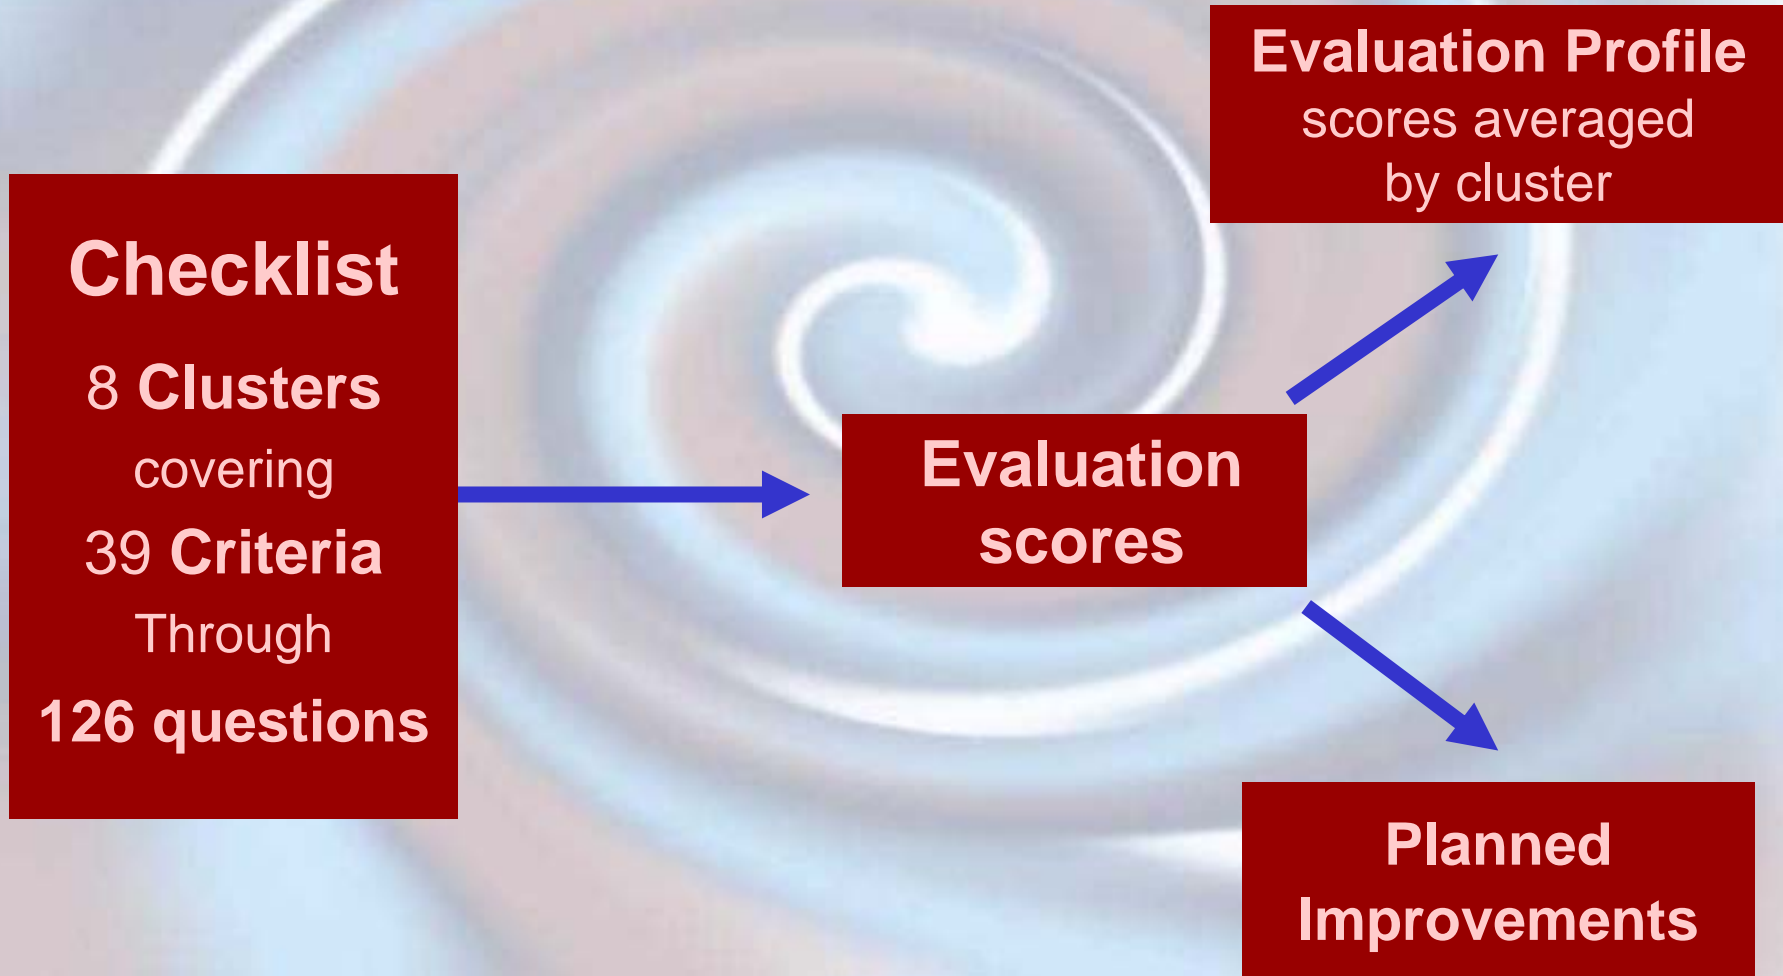 Checklist
8 Clusters
covering
39 Criteria
Through
126 questions
Evaluation
scores
Evaluation Profile
scores averaged
by cluster
Planned
Improvements